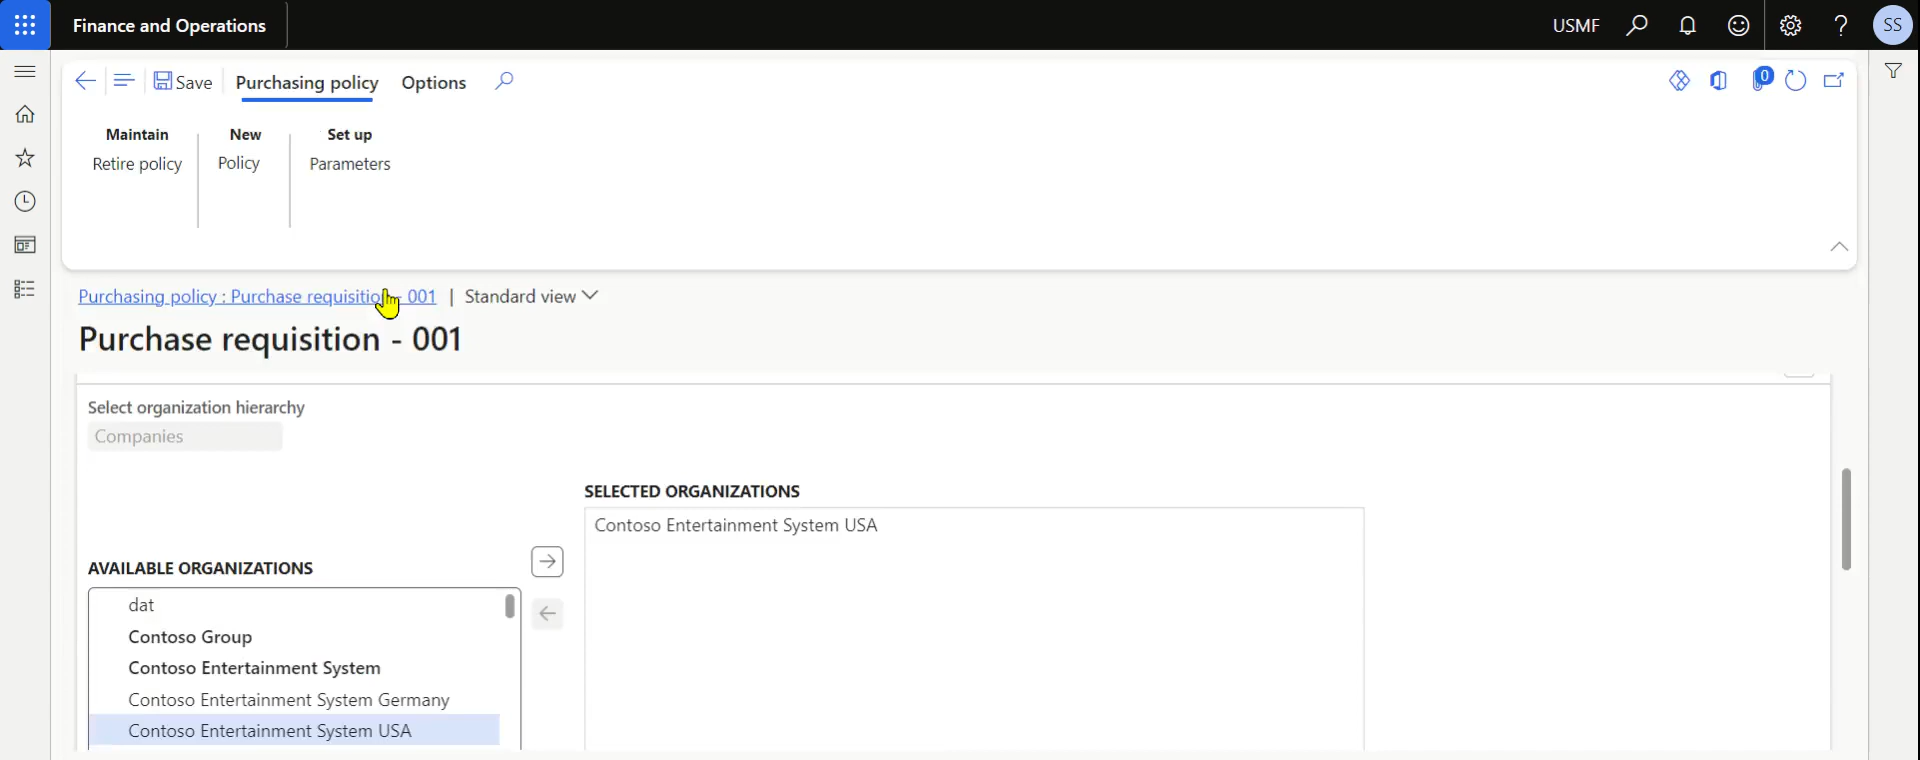 Finance and Operations
USMF
SS
Save
Purchasing policy
Options
0
Maintain
New
Set up
Retire policy
Policy
Parameters
Purchasing policy : Purchase requisition - 001 | Standard view
Purchase requisition - 001
Select organization hierarchy
Companies
SELECTED ORGANIZATIONS
Contoso Entertainment System USA
AVAILABLE ORGANIZATIONS
dat
Contoso Group
Contoso Entertainment System
Contoso Entertainment System Germany
Contoso Entertainment System USA